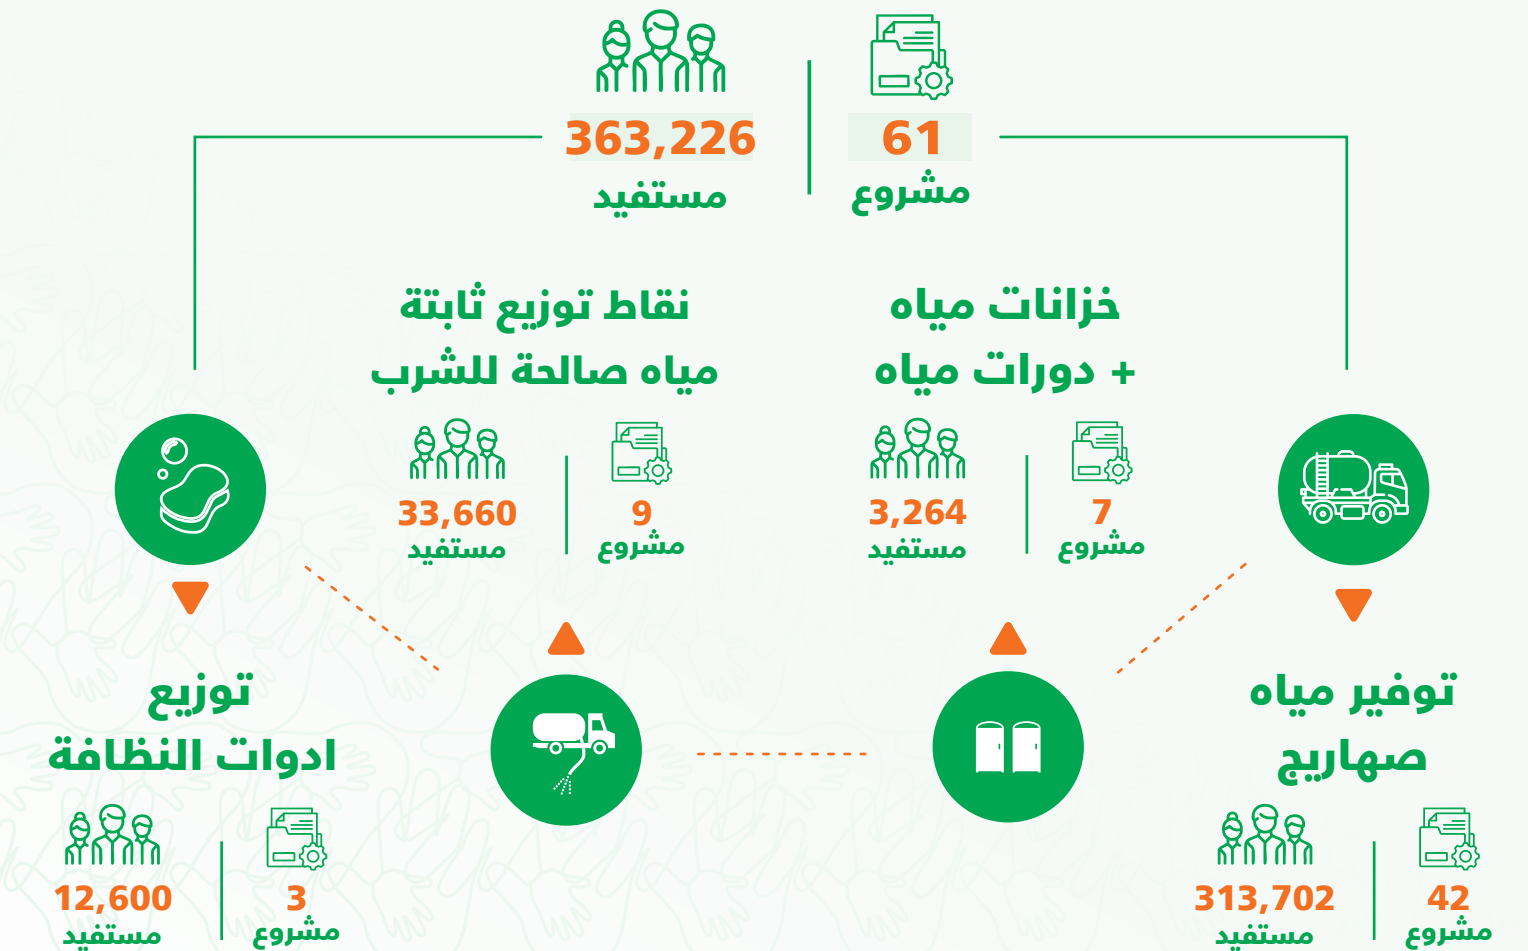 61
مشروع
363,226
مستفيد
خزانات مياه
+ دورات مياه
7
مشروع
3,264
مستفيد
نقاط توزيع ثابتة
مياه صالحة للشرب
9
مشروع
33,660
مستفيد
توفير مياه
صهاريج
42
مشروع
313,702
مستفيد
توزيع
ادوات النظافة
3
مشروع
12,600
مستفيد